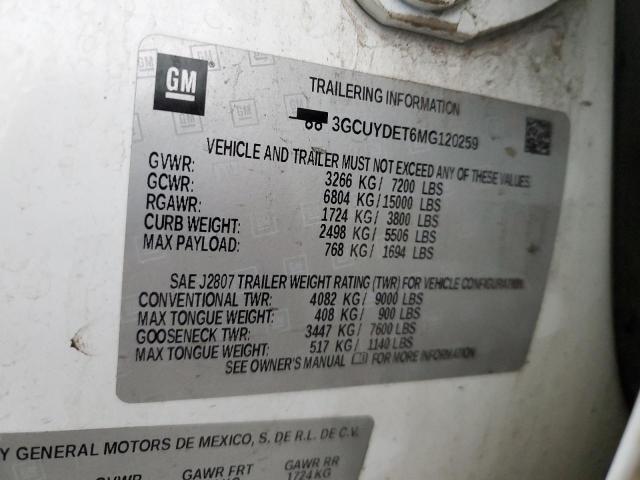 GM
TRAILERING INFORMATION
3GCUYDET6MG120259
VEHICLE AND TRAILER MUST NOT EXCEED ANY OF THESE VALUES
GVWR: 3266 KG/ 7200 LBS
GCWR: 6804 KG/15000 LBS
RGAWR: 1724 KG/ 3800 LBS
CURB WEIGHT: 2498 KG/ 5506 LBS
MAX PAYLOAD: 768 KG/ 1694 LBS
SAE J2807 TRAILER WEIGHT RATING (TWR) FOR VEHICLE CONFIGURATION.
CONVENTIONAL TWR: 4082 KG/ 9000 LBS
MAX TONGUE WEIGHT: 408 KG/ 900 LBS
GOOSENECK TWR: 3447 KG/ 7600 LBS
MAX TONGUE WEIGHT: 517 KG/ 1140 LBS
SEE OWNER'S MANUAL FOR MORE INFORMATION
Y GENERAL MOTORS DE MEXICO, S. DE R.L. DE C.V.
GVWR GAWR FRT GAWR RR
1724 KG